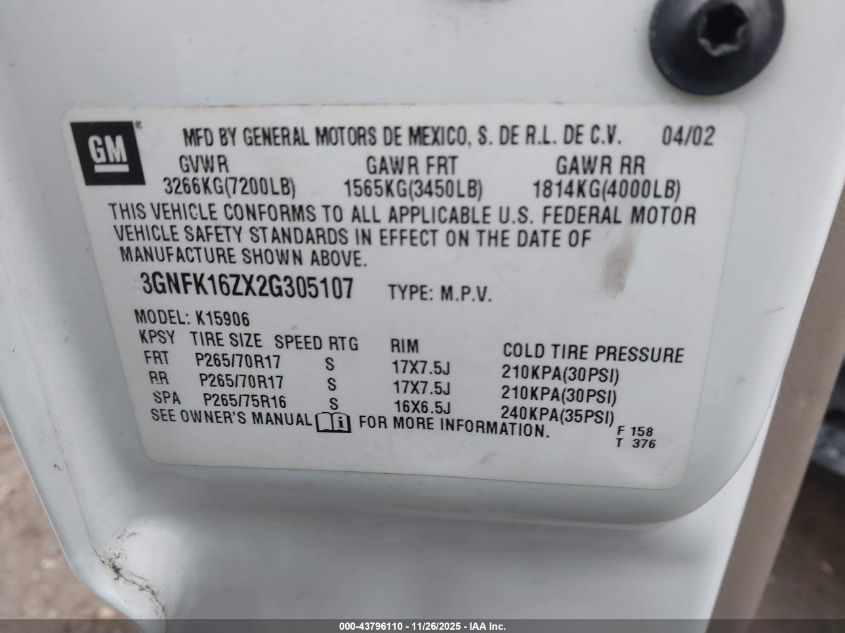 GM® MFD BY GENERAL MOTORS DE MEXICO, S. DE R.L. DE C.V. 04/02
GVWR GAWR FRT GAWR RR
3266KG(7200LB) 1565KG(3450LB) 1814KG(4000LB)
THIS VEHICLE CONFORMS TO ALL APPLICABLE U.S. FEDERAL MOTOR
VEHICLE SAFETY STANDARDS IN EFFECT ON THE DATE OF
MANUFACTURE SHOWN ABOVE.
3GNFK16ZX2G305107 TYPE: M.P.V.
MODEL: K15906
KPSY TIRE SIZE SPEED RTG RIM COLD TIRE PRESSURE
FRT P265/70R17 S 17X7.5J 210KPA(30PSI)
RR P265/70R17 S 17X7.5J 210KPA(30PSI)
SPA P265/75R16 S 16X6.5J 240KPA(35PSI)
SEE OWNER'S MANUAL i FOR MORE INFORMATION.
F 158
T 376
000-43796110 - 11/26/2025 - IAA Inc.